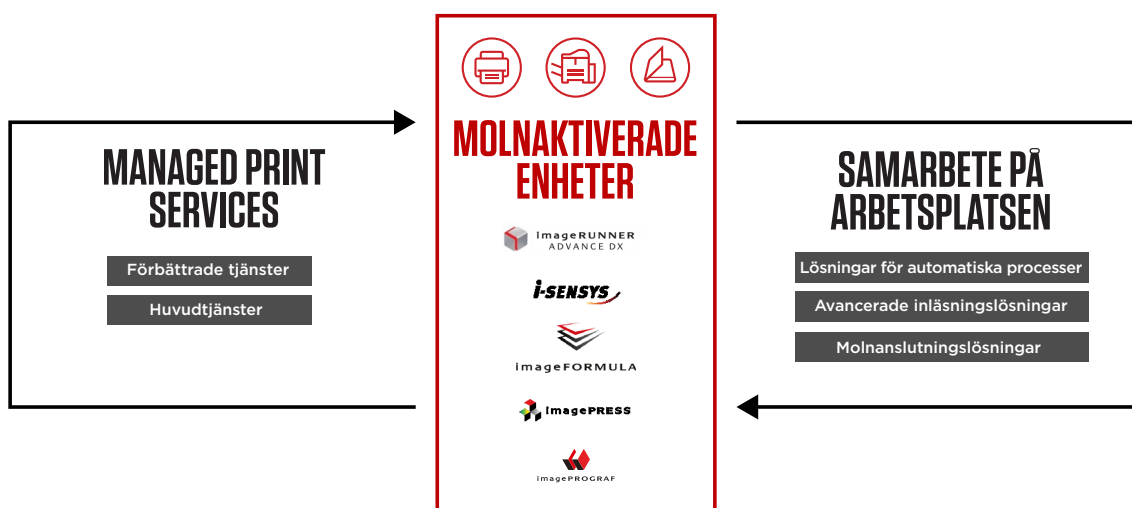 MANAGED PRINT
SERVICES
Förbättrade tjänster
Huvudtjänster
MOLNAKTIVERADE
ENHETER
imageRUNNER
ADVANCE DX
i-SENSYS
imageFORMULA
imagePRESS
imagePROGRAF
SAMARBETE PÅ
ARBETSPLATSEN
Lösningar för automatiska processer
Avancerade inläsningslösningar
Molnanslutningslösningar